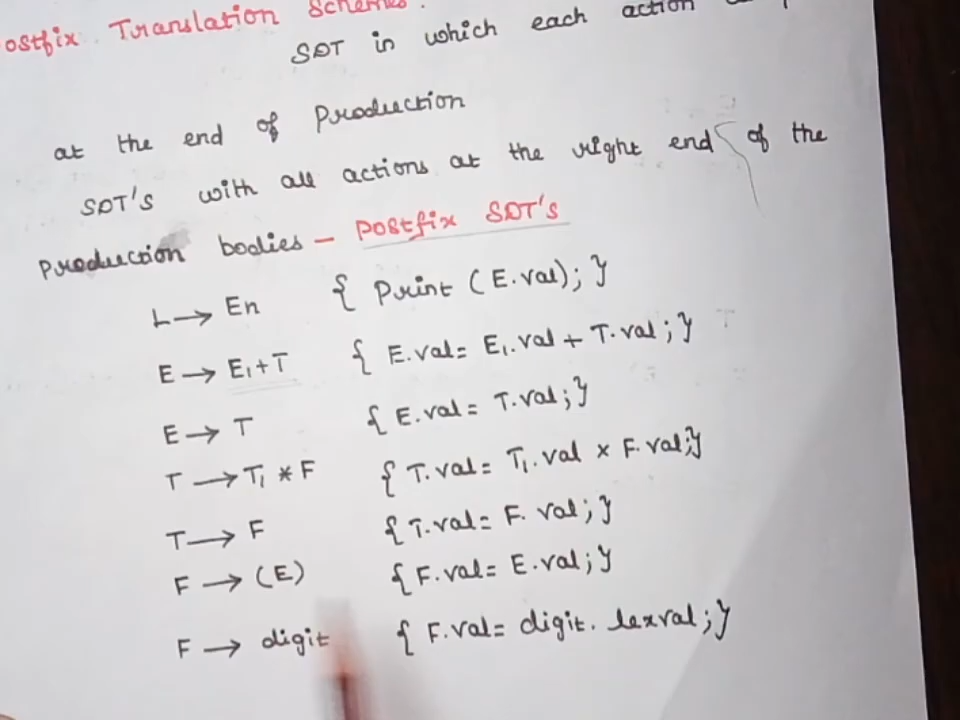 ostfix Translation Schemes.
SDT in which each action
at the end of Production
SDT's with all actions at the right end of the
production bodies - Postfix SDT's
L → En { Print (E.val); }
E → E₁+T { E.val= E₁.val + T.val; }
E → T { E.val= T.val; }
T → T₁ * F { T.val= T₁.val × F.val; }
T → F { T.val= F.val; }
F → (E) { F.val= E.val; }
F → digit { F.val= digit.lexval; }